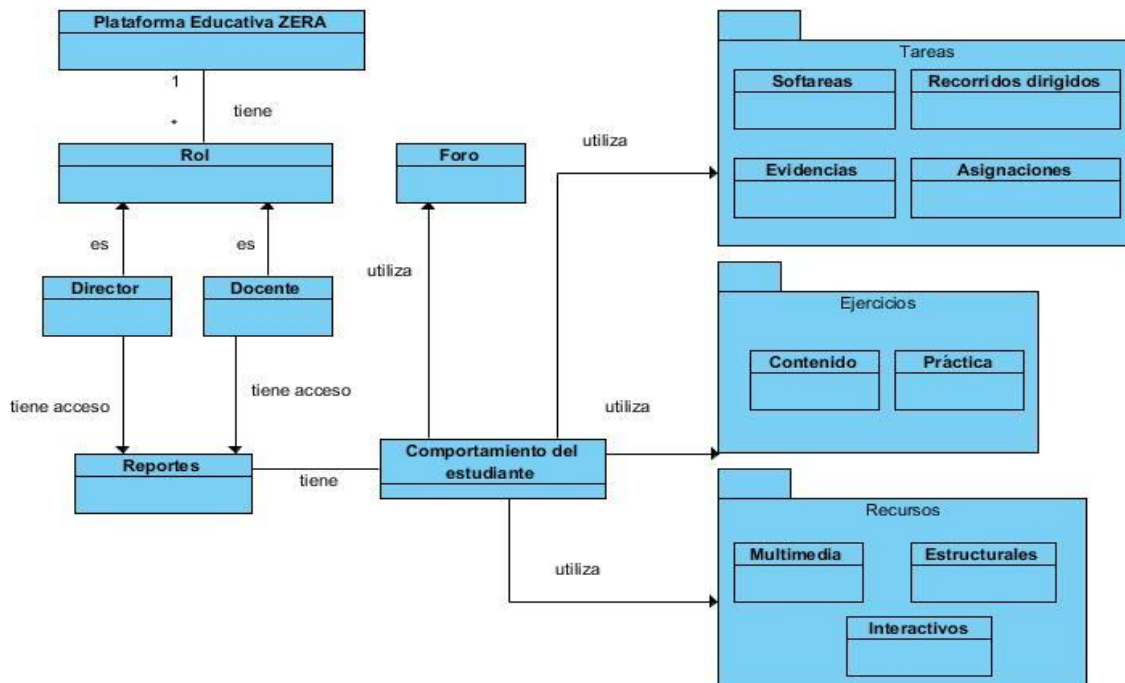 Plataforma Educativa ZERA
1
*
tiene
Rol
es
es
Director
Docente
tiene acceso
tiene acceso
Reportes
tiene
Comportamiento del
estudiante
utiliza
Foro
utiliza
Tareas
Softareas
Recorridos dirigidos
Evidencias
Asignaciones
utiliza
Ejercicios
Contenido
Práctica
utiliza
Recursos
Multimedia
Estructurales
Interactivos